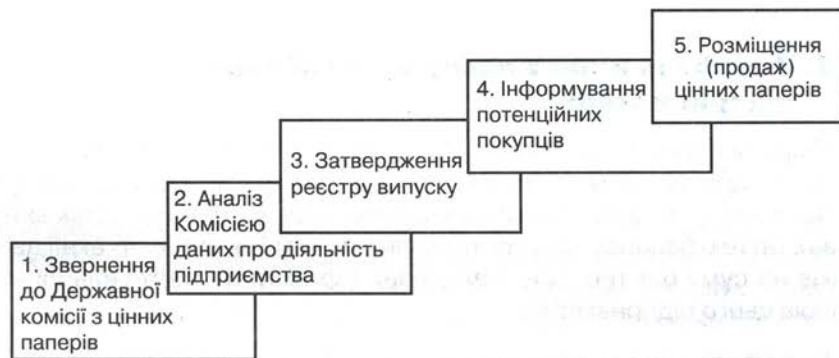 1. Звернення
до Державної
комісії з цінних
паперів
2. Аналіз
Комісією
даних про діяльність
підприємства
3. Затвердження
реєстру випуску
4. Інформування
потенційних
покупців
5. Розміщення
(продаж)
цінних паперів